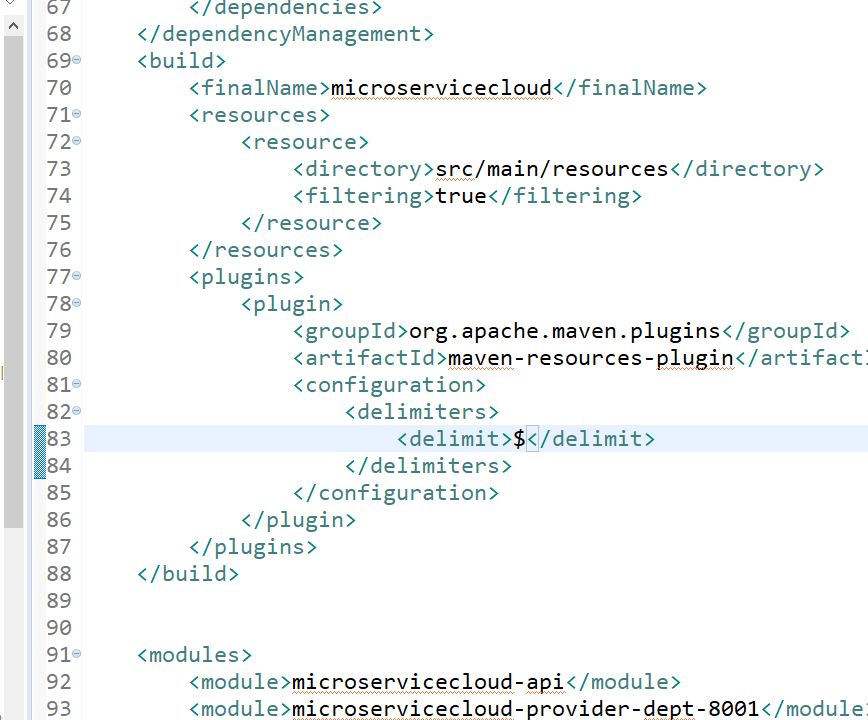 67 </dependencies>
68 </dependencyManagement>
69 <build>
70 <finalName>microservicecloud</finalName>
71 <resources>
72 <resource>
73 <directory>src/main/resources</directory>
74 <filtering>true</filtering>
75 </resource>
76 </resources>
77 <plugins>
78 <plugin>
79 <groupId>org.apache.maven.plugins</groupId>
80 <artifactId>maven-resources-plugin</artifact
81 <configuration>
82 <delimiters>
83 <delimit>$</delimit>
84 </delimiters>
85 </configuration>
86 </plugin>
87 </plugins>
88 </build>
89
90
91 <modules>
92 <module>microservicecloud-api</module>
93 <module>microservicecloud-provider-dept-8001</module